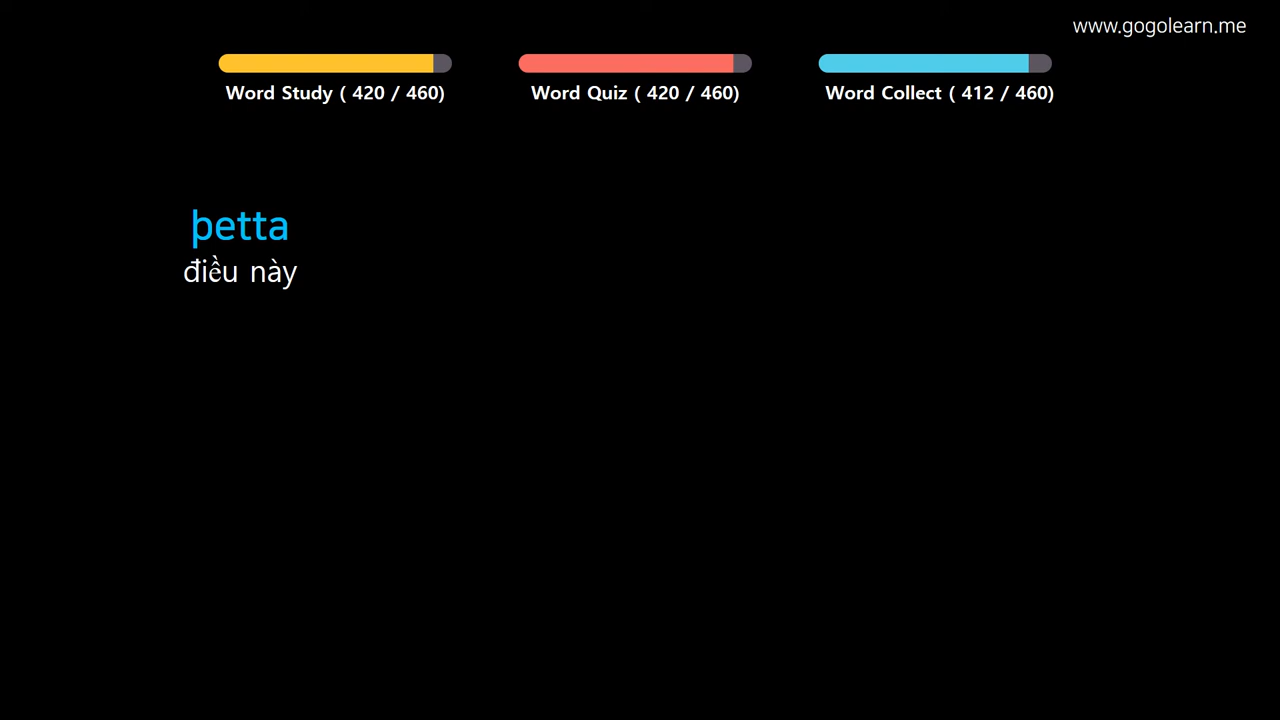 www.gogolearn.me
Word Study ( 420 / 460)
Word Quiz ( 420 / 460)
Word Collect ( 412 / 460)
þetta
điều này